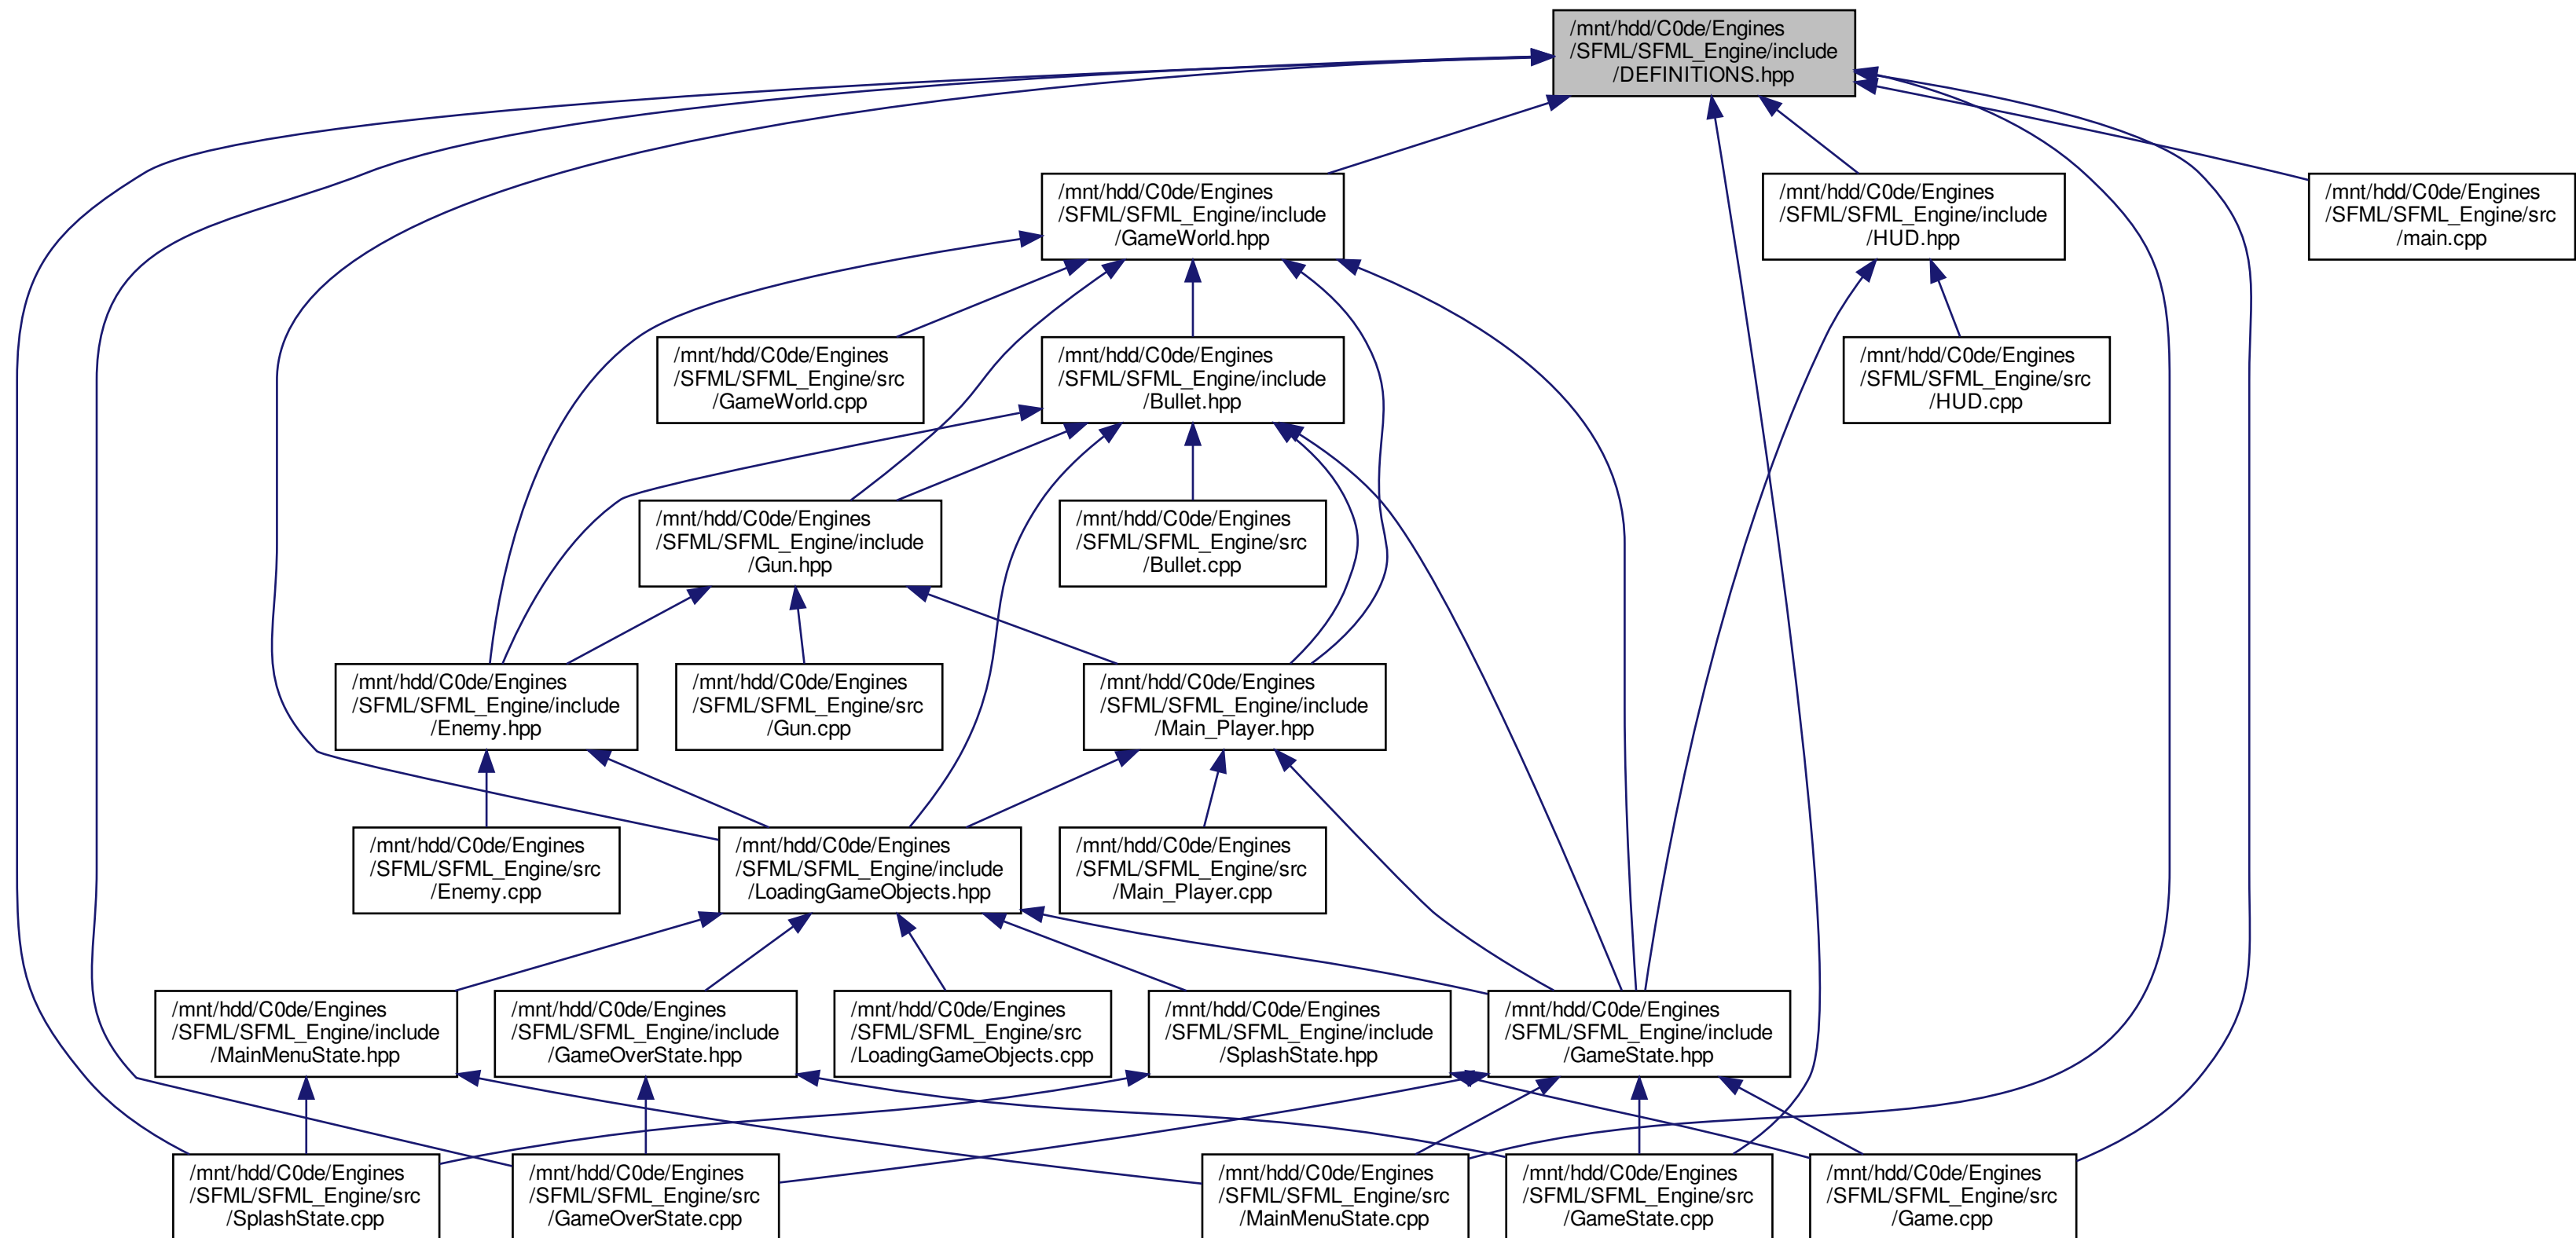 /mnt/hdd/C0de/Engines
/SFML/SFML_Engine/include
/DEFINITIONS.hpp
/mnt/hdd/C0de/Engines
/SFML/SFML_Engine/include
/GameWorld.hpp
/mnt/hdd/C0de/Engines
/SFML/SFML_Engine/include
/HUD.hpp
/mnt/hdd/C0de/Engines
/SFML/SFML_Engine/src
/main.cpp
/mnt/hdd/C0de/Engines
/SFML/SFML_Engine/src
/GameWorld.cpp
/mnt/hdd/C0de/Engines
/SFML/SFML_Engine/include
/Bullet.hpp
/mnt/hdd/C0de/Engines
/SFML/SFML_Engine/src
/HUD.cpp
/mnt/hdd/C0de/Engines
/SFML/SFML_Engine/include
/Gun.hpp
/mnt/hdd/C0de/Engines
/SFML/SFML_Engine/src
/Bullet.cpp
/mnt/hdd/C0de/Engines
/SFML/SFML_Engine/include
/Enemy.hpp
/mnt/hdd/C0de/Engines
/SFML/SFML_Engine/src
/Gun.cpp
/mnt/hdd/C0de/Engines
/SFML/SFML_Engine/include
/Main_Player.hpp
/mnt/hdd/C0de/Engines
/SFML/SFML_Engine/src
/Enemy.cpp
/mnt/hdd/C0de/Engines
/SFML/SFML_Engine/include
/LoadingGameObjects.hpp
/mnt/hdd/C0de/Engines
/SFML/SFML_Engine/src
/Main_Player.cpp
/mnt/hdd/C0de/Engines
/SFML/SFML_Engine/include
/MainMenuState.hpp
/mnt/hdd/C0de/Engines
/SFML/SFML_Engine/include
/GameOverState.hpp
/mnt/hdd/C0de/Engines
/SFML/SFML_Engine/src
/LoadingGameObjects.cpp
/mnt/hdd/C0de/Engines
/SFML/SFML_Engine/include
/SplashState.hpp
/mnt/hdd/C0de/Engines
/SFML/SFML_Engine/include
/GameState.hpp
/mnt/hdd/C0de/Engines
/SFML/SFML_Engine/src
/SplashState.cpp
/mnt/hdd/C0de/Engines
/SFML/SFML_Engine/src
/GameOverState.cpp
/mnt/hdd/C0de/Engines
/SFML/SFML_Engine/src
/MainMenuState.cpp
/mnt/hdd/C0de/Engines
/SFML/SFML_Engine/src
/GameState.cpp
/mnt/hdd/C0de/Engines
/SFML/SFML_Engine/src
/Game.cpp